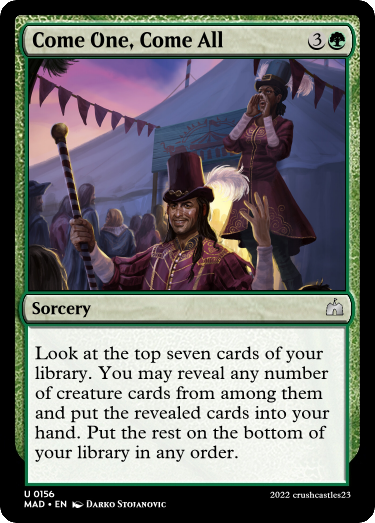 Come One, Come All 3
Sorcery
Look at the top seven cards of your
library. You may reveal any number
of creature cards from among them
and put the revealed cards into your
hand. Put the rest on the bottom of
your library in any order.
U 0156
MAD • EN Darko Stojanovic
2022 crushcastles23